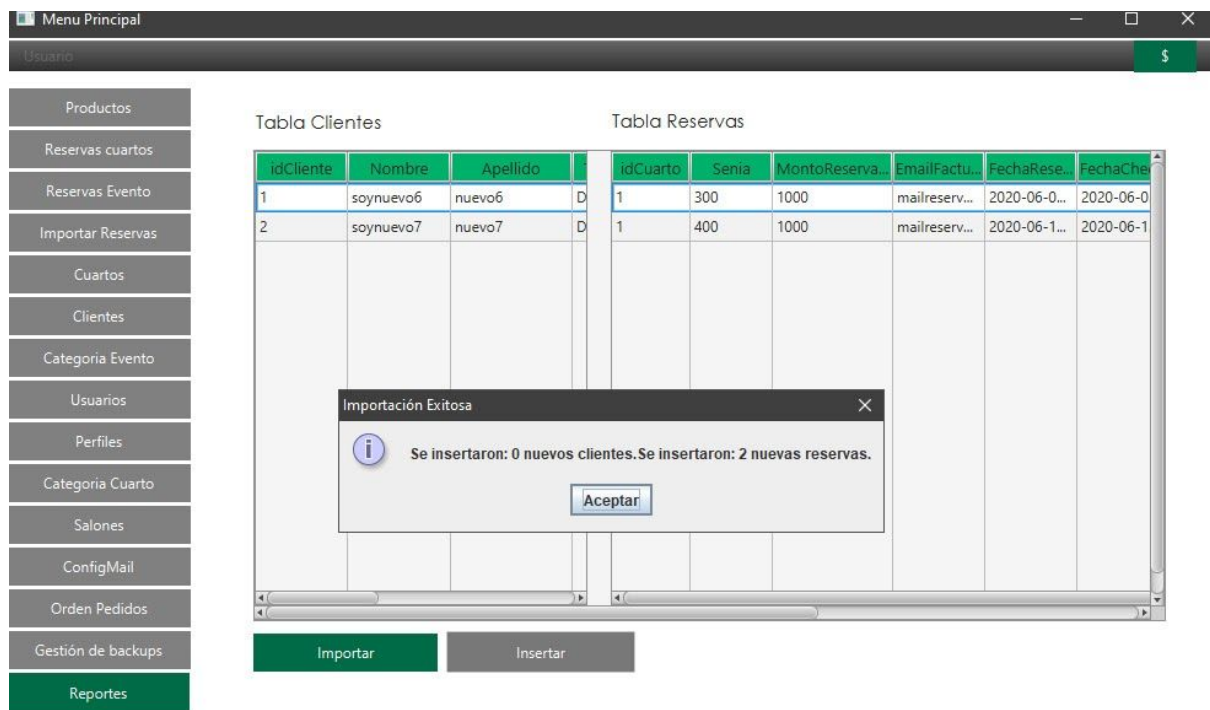 Menu Principal
Usuario
$
Productos
Reservas cuartos
Reservas Evento
Importar Reservas
Cuartos
Clientes
Categoria Evento
Usuarios
Perfiles
Categoria Cuarto
Salones
ConfigMail
Orden Pedidos
Gestión de backups
Reportes
Tabla Clientes
idCliente Nombre Apellido
1 soynuevo6 nuevo6 D
2 soynuevo7 nuevo7 D
Tabla Reservas
idCuarto Senia MontoReserva... EmailFactu... FechaRese... FechaChe
1 300 1000 mailreserv... 2020-06-0... 2020-06-0
1 400 1000 mailreserv... 2020-06-1... 2020-06-1
Importación Exitosa
Se insertaron: 0 nuevos clientes.Se insertaron: 2 nuevas reservas.
Aceptar
Importar
Insertar